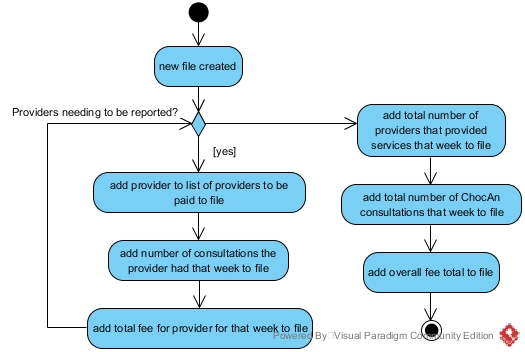 new file created
Providers needing to be reported?
[yes]
add provider to list of providers to be
paid to file
add number of consultations the
provider had that week to file
add total fee for provider for that week to file
add total number of
providers that provided
services that week to file
add total number of ChocAn
consultations that week to file
add overall fee total to file
Powered By Visual Paradigm Community Edition